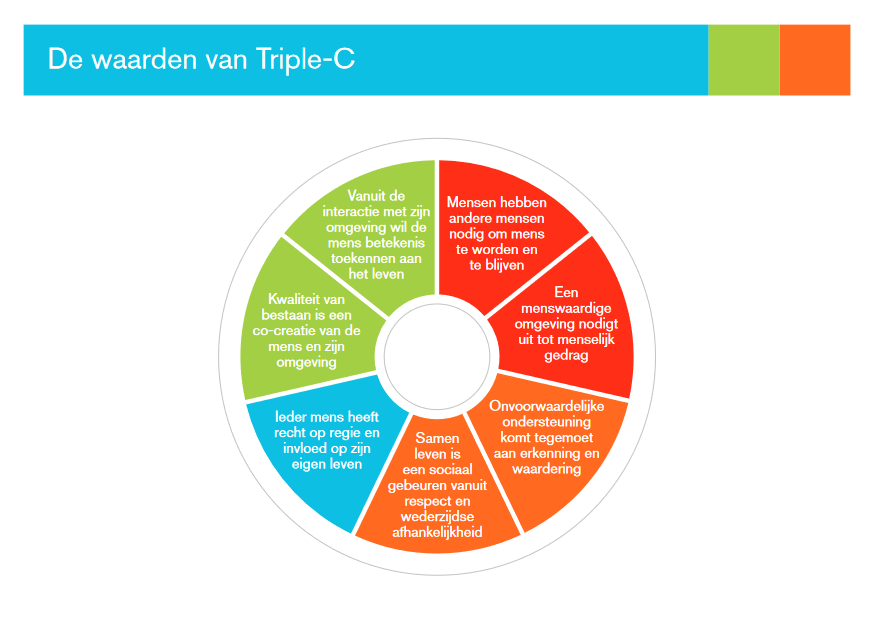 De waarden van Triple-C
Mensen hebben
andere mensen
nodig om mens
te worden en
te blijven
Een
menswaardige
omgeving nodigt
uit tot menselijk
gedrag
Onvoorwaardelijke
ondersteuning
komt tegemoet
aan erkenning en
waardering
Samen
leven is
een sociaal
gebeuren vanuit
respect en
wederzijdse
afhankelijkheid
Ieder mens heeft
recht op regie en
invloed op zijn
eigen leven
Kwaliteit van
bestaan is een
co-creatie van de
mens en zijn
omgeving
Vanuit de
interactie met zijn
omgeving wil de
mens betekenis
toekennen aan
het leven